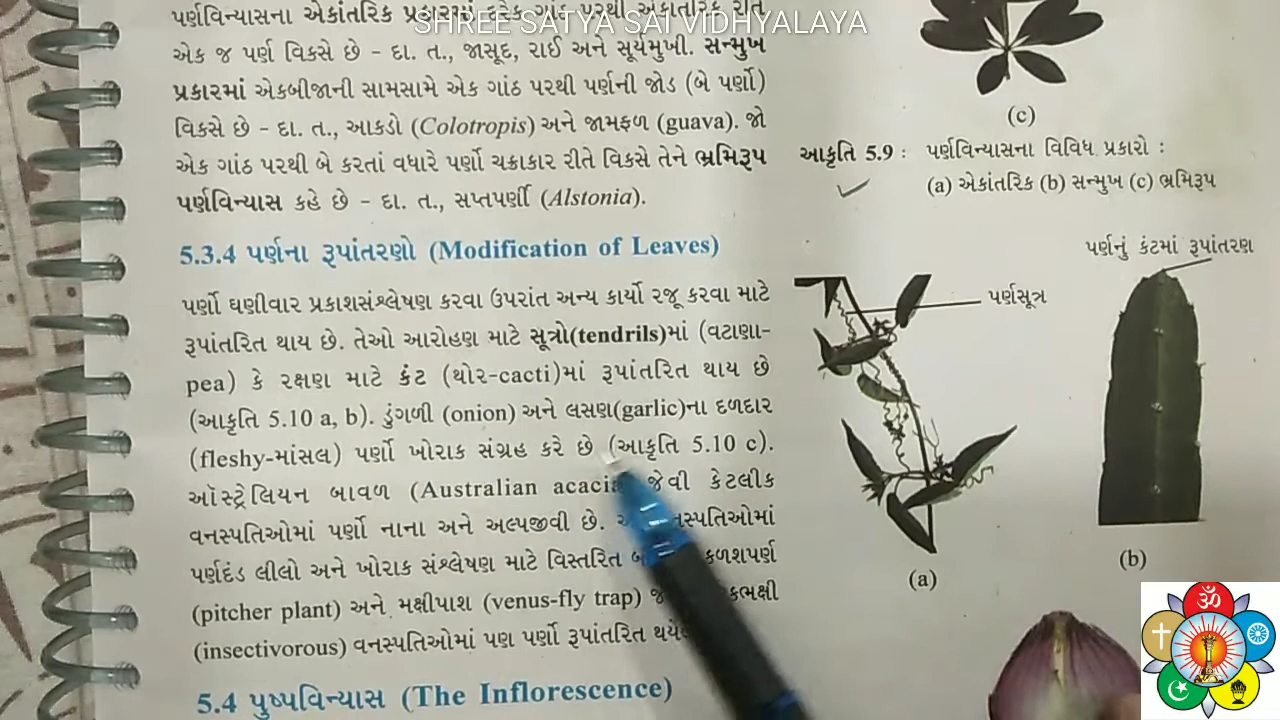 SHREE SATYA SAI VIDHYALAYA
પર્ણવિન્યાસના એકાંતરિક પ્રકારમાં દરેક ગાંઠ પરથી એકાંતરિક રીતે
એક જ પર્ણ વિકસે છે – દા. ત., જાસૂદ, રાઈ અને સૂર્યમુખી. સન્મુખ
પ્રકારમાં એકબીજાની સામસામે એક ગાંઠ પરથી પર્ણની જોડ (બે પર્ણો)
વિકસે છે – દા. ત., આકડો (Colotropis) અને જામફળ (guava). જો
એક ગાંઠ પરથી બે કરતાં વધારે પર્ણો ચક્રાકાર રીતે વિકસે તેને ભ્રમિરૂપ
પર્ણવિન્યાસ કહે છે – દા. ત., સપ્તપર્ણી (Alstonia).
5.3.4 પર્ણના રૂપાંતરણો (Modification of Leaves)
પર્ણો ઘણીવાર પ્રકાશસંશ્લેષણ કરવા ઉપરાંત અન્ય કાર્યો રજૂ કરવા માટે
રૂપાંતરિત થાય છે. તેઓ આરોહણ માટે સૂત્રો(tendrils)માં (વટાણા-
pea) કે રક્ષણ માટે કંટ (થોર-cacti)માં રૂપાંતરિત થાય છે
(આકૃતિ 5.10 a, b). ડુંગળી (onion) અને લસણ(garlic)ના દળદાર
(fleshy-માંસલ) પર્ણો ખોરાક સંગ્રહ કરે છે (આકૃતિ 5.10 c).
ઑસ્ટ્રેલિયન બાવળ (Australian acacia જેવી કેટલીક
વનસ્પતિઓમાં પર્ણો નાના અને અલ્પજીવી છે.
પર્ણદંડ લીલો અને ખોરાક સંશ્લેષણ માટે વિસ્તરિત કળશપર્ણ
(pitcher plant) અને મક્ષીપાશ (venus-fly trap)
(insectivorous) વનસ્પતિઓમાં પણ પર્ણો રૂપાંતરિત
5.4 પુષ્પવિન્યાસ (The Inflorescence)
(c)
આકૃતિ 5.9 : પર્ણવિન્યાસના વિવિધ પ્રકારો :
(a) એકાંતરિક (b) સન્મુખ (c) ભ્રમિરૂપ
પર્ણનું કંટમાં રૂપાંતરણ
પર્ણસૂત્ર
(a)
(b)
ॐ